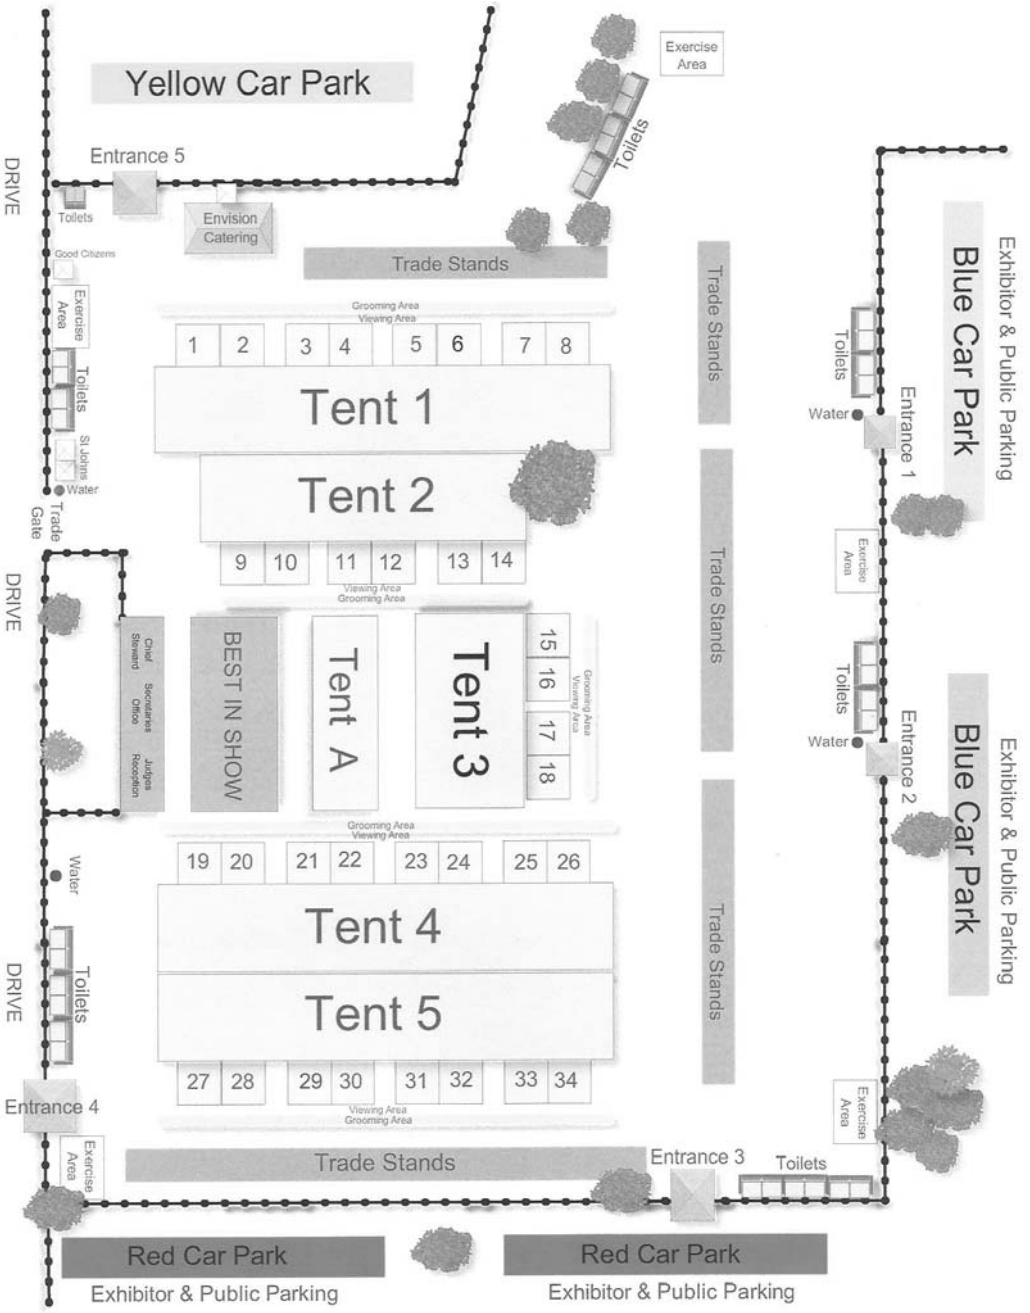 Exercise
Area
Yellow Car Park
Toilets
Entrance 5
DRIVE
Toilets
Envision
Catering
Good Citizens
Trade Stands
Exercise
Area
Grooming Area
Viewing Area
1 2 3 4 5 6 7 8
Tent 1
Toilets
St Johns
Water
Trade
Gate
Tent 2
9 10 11 12 13 14
Viewing Area
Grooming Area
DRIVE
Chief
Steward
Secretaries
Office
Judges
Reception
BEST IN SHOW
Tent A
Tent 3
15
16
17
18
Grooming Area
Viewing Area
Grooming Area
Viewing Area
19 20 21 22 23 24 25 26
Water
Tent 4
Toilets
DRIVE
Tent 5
27 28 29 30 31 32 33 34
Viewing Area
Grooming Area
Entrance 4
Exercise
Area
Trade Stands
Trade Stands
Trade Stands
Trade Stands
Toilets
Water
Entrance 1
Exercise
Area
Toilets
Water
Entrance 2
Exhibitor & Public Parking
Blue Car Park
Exhibitor & Public Parking
Blue Car Park
Exercise
Area
Entrance 3
Toilets
Red Car Park
Exhibitor & Public Parking
Red Car Park
Exhibitor & Public Parking